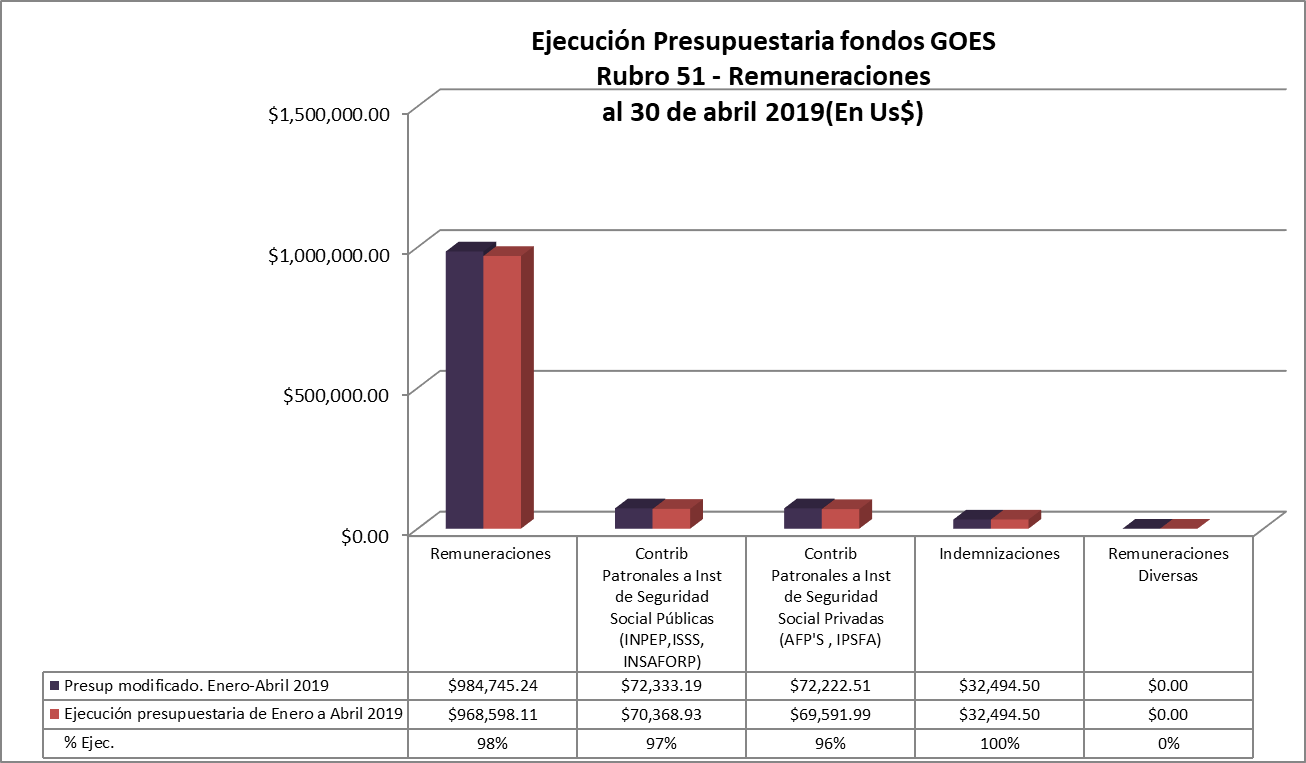 Ejecución Presupuestaria fondos GOES
Rubro 51 - Remuneraciones
al 30 de abril 2019(En Us$)
$1,500,000.00
$1,000,000.00
$500,000.00
$0.00
Remuneraciones
Contrib
Patronales a Inst
de Seguridad
Social Públicas
(INPEP,ISSS,
INSAFORP)
Contrib
Patronales a Inst
de Seguridad
Social Privadas
(AFP'S , IPSFA)
Indemnizaciones
Remuneraciones
Diversas
Presup modificado. Enero-Abril 2019 $984,745.24 $72,333.19 $72,222.51 $32,494.50 $0.00
Ejecución presupuestaria de Enero a Abril 2019 $968,598.11 $70,368.93 $69,591.99 $32,494.50 $0.00
% Ejec. 98% 97% 96% 100% 0%